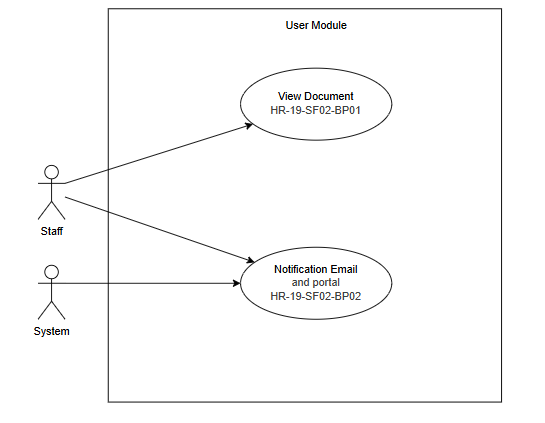 User Module
View Document
HR-19-SF02-BP01
Staff
Notification Email
and portal
HR-19-SF02-BP02
System